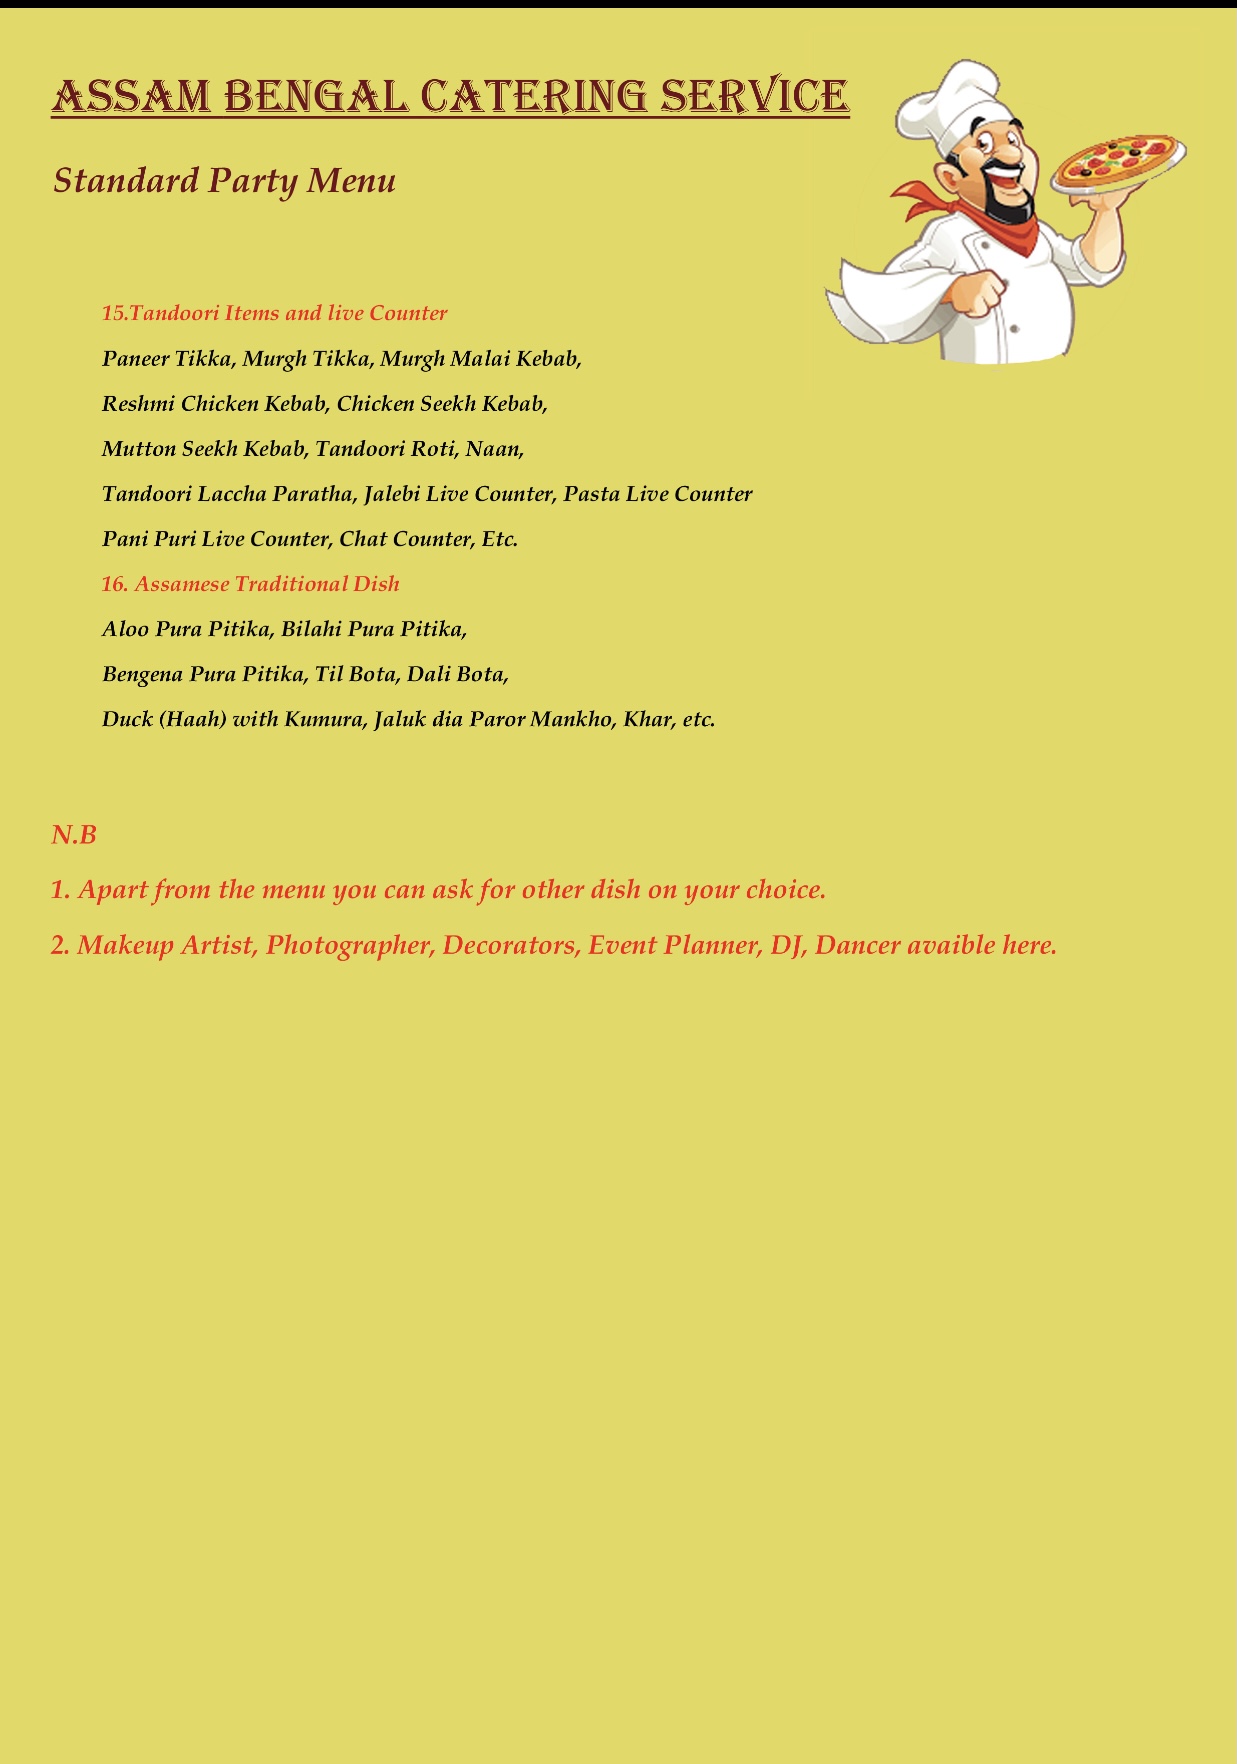 ASSAM BENGAL CATERING SERVICE
Standard Party Menu
15.Tandoori Items and live Counter
Paneer Tikka, Murgh Tikka, Murgh Malai Kebab,
Reshmi Chicken Kebab, Chicken Seekh Kebab,
Mutton Seekh Kebab, Tandoori Roti, Naan,
Tandoori Laccha Paratha, Jalebi Live Counter, Pasta Live Counter
Pani Puri Live Counter, Chat Counter, Etc.
16. Assamese Traditional Dish
Aloo Pura Pitika, Bilahi Pura Pitika,
Bengena Pura Pitika, Til Bota, Dali Bota,
Duck (Haah) with Kumura, Jaluk dia Paror Mankho, Khar, etc.
N.B
1. Apart from the menu you can ask for other dish on your choice.
2. Makeup Artist, Photographer, Decorators, Event Planner, DJ, Dancer avaible here.